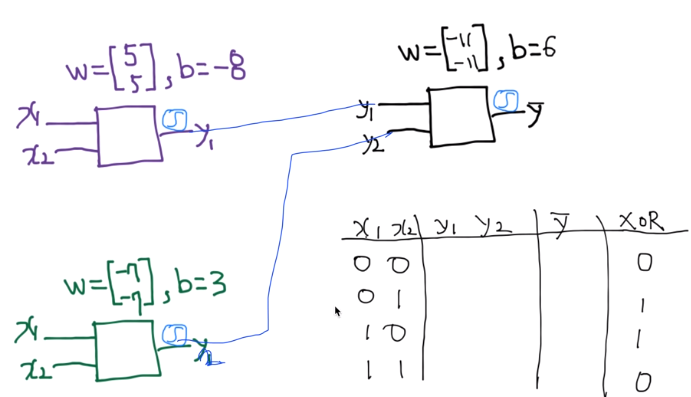 w=[5 5], b=-8
x1
x2
S
y1
w=[-11 -11], b=6
y1
y2
S
ȳ
w=[-7 -7], b=3
x1
x2
S
y2
x1 x2 y1 y2 ȳ XOR
0 0 0
0 1 1
1 0 1
1 1 0